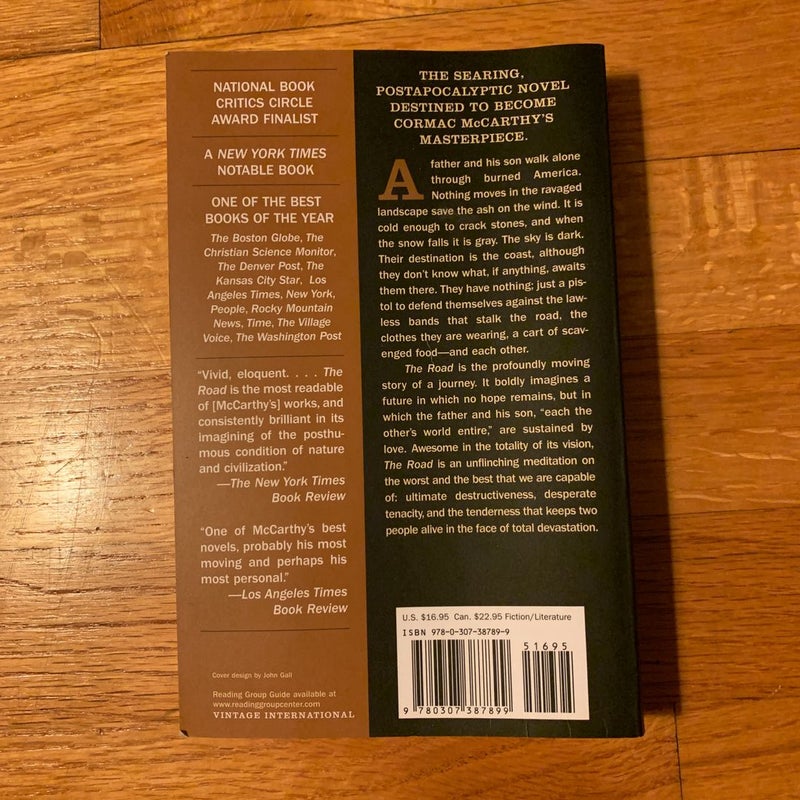 NATIONAL BOOK
CRITICS CIRCLE
AWARD FINALIST
A NEW YORK TIMES
NOTABLE BOOK
ONE OF THE BEST
BOOKS OF THE YEAR
The Boston Globe, The
Christian Science Monitor,
The Denver Post, The
Kansas City Star, Los
Angeles Times, New York,
People, Rocky Mountain
News, Time, The Village
Voice, The Washington Post
“Vivid, eloquent. . . . The
Road is the most readable
of [McCarthy's] works, and
consistently brilliant in its
imagining of the posthu-
mous condition of nature
and civilization.”
—The New York Times
Book Review
“One of McCarthy's best
novels, probably his most
moving and perhaps his
most personal.”
—Los Angeles Times
Book Review
Cover design by John Gall
Reading Group Guide available at
www.readinggroupcenter.com
VINTAGE INTERNATIONAL
THE SEARING,
POSTAPOCALYPTIC NOVEL
DESTINED TO BECOME
CORMAC McCARTHY'S
MASTERPIECE.
A father and his son walk alone
through burned America.
Nothing moves in the ravaged
landscape save the ash on the wind. It is
cold enough to crack stones, and when
the snow falls it is gray. The sky is dark.
Their destination is the coast, although
they don't know what, if anything, awaits
them there. They have nothing; just a pis-
tol to defend themselves against the law-
less bands that stalk the road, the
clothes they are wearing, a cart of scav-
enged food—and each other.
The Road is the profoundly moving
story of a journey. It boldly imagines a
future in which no hope remains, but in
which the father and his son, “each the
other's world entire,” are sustained by
love. Awesome in the totality of its vision,
The Road is an unflinching meditation on
the worst and the best that we are capable
of: ultimate destructiveness, desperate
tenacity, and the tenderness that keeps two
people alive in the face of total devastation.
U.S. $16.95 Can. $22.95 Fiction/Literature
ISBN 978-0-307-38789-9
51695
9 780307 387899